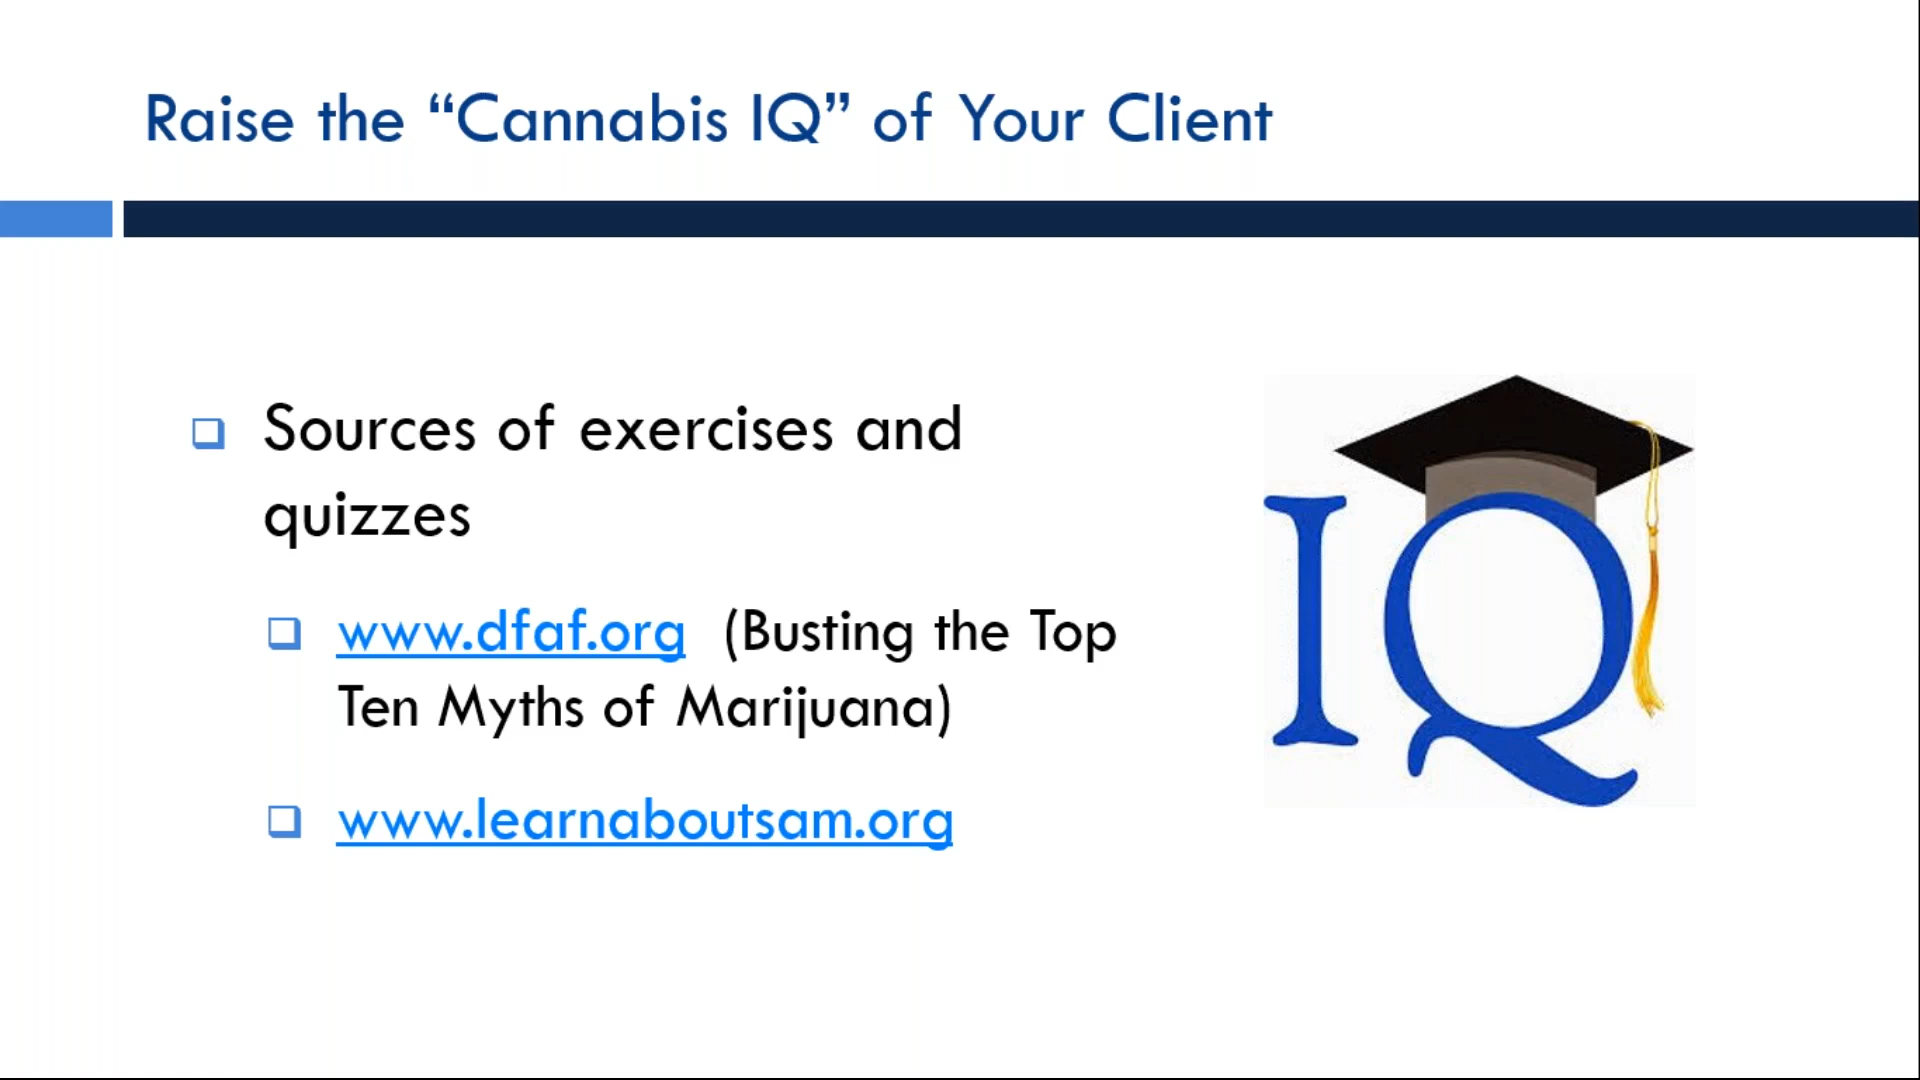 Raise the “Cannabis IQ” of Your Client
Sources of exercises and
quizzes
www.dfaf.org (Busting the Top
Ten Myths of Marijuana)
www.learnaboutsam.org
IQ